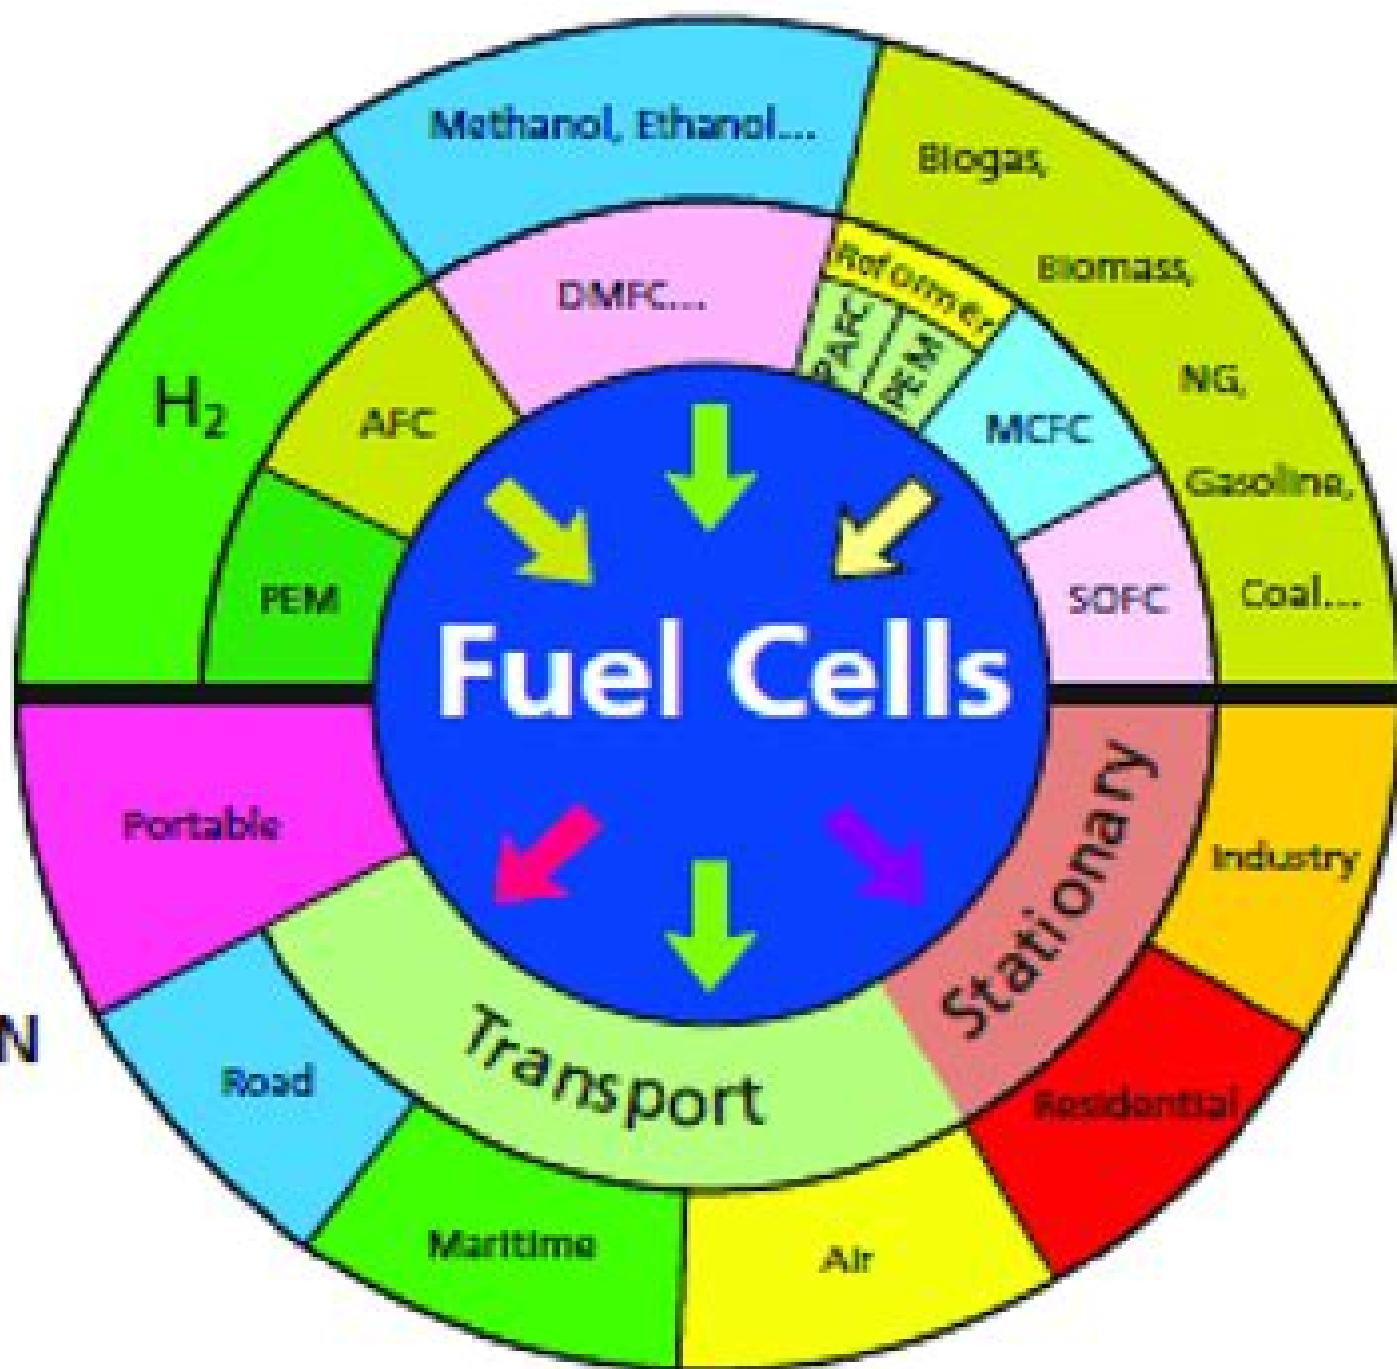 Methanol, Ethanol...
Biogas,
Biomass,
NG,
Gasoline,
Coal...
H₂
DMFC...
Reformer
PAFC
PEM
AFC
MCFC
PEM
SOFC
Fuel Cells
Portable
Stationary
Industry
Transport
Residential
Road
Maritime
Air
N